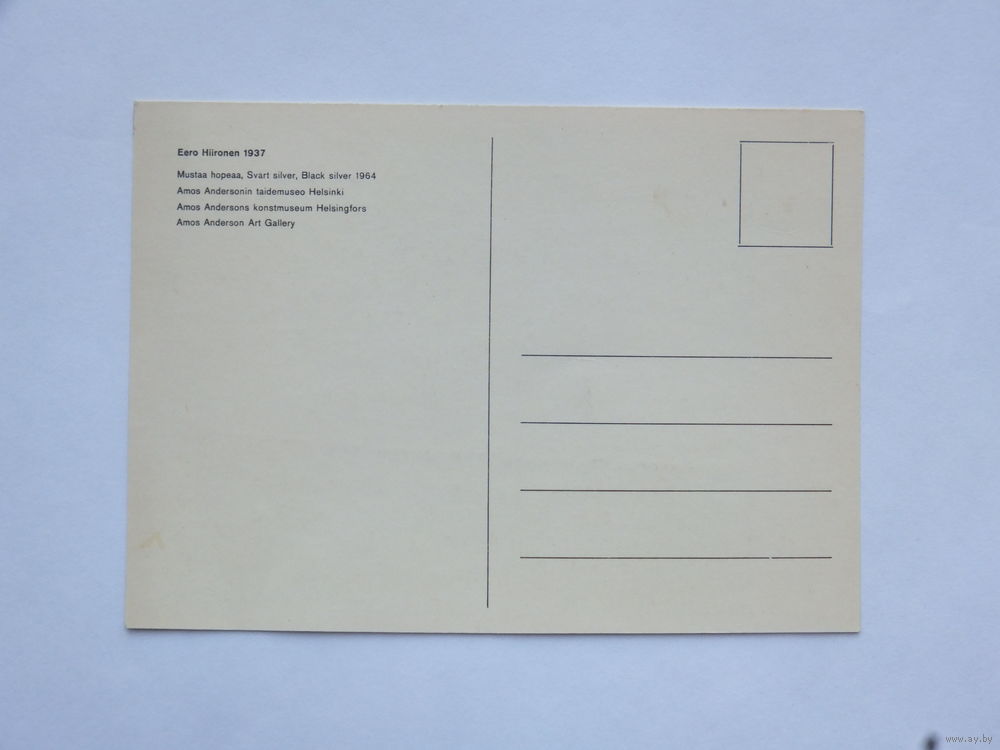 Eero Hiironen 1937
Mustaa hopeaa, Svart silver, Black silver 1964
Amos Andersonin taidemuseo Helsinki
Amos Andersons konstmuseum Helsingfors
Amos Anderson Art Gallery
www.ay.by